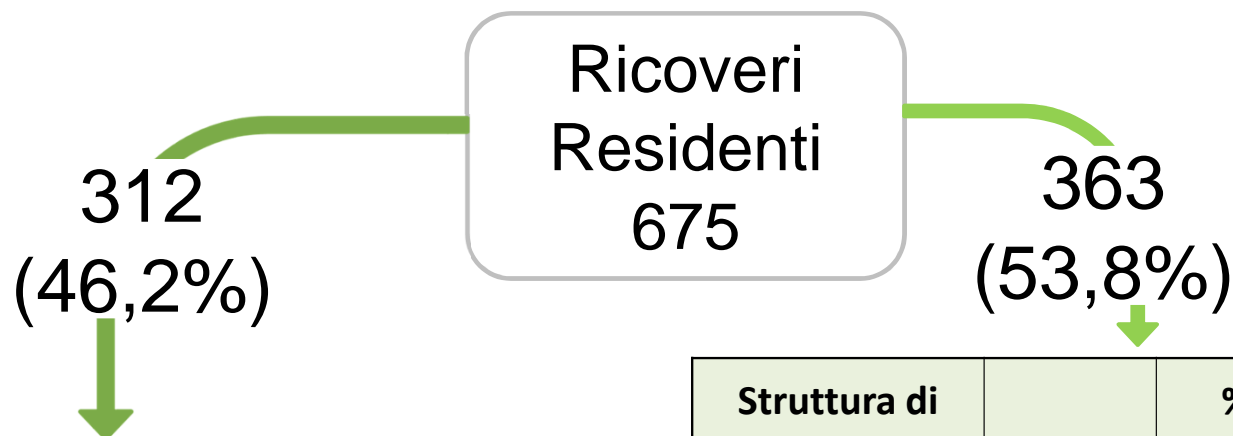 Ricoveri
Residenti
675
312
(46,2%)
363
(53,8%)
Struttura di
%